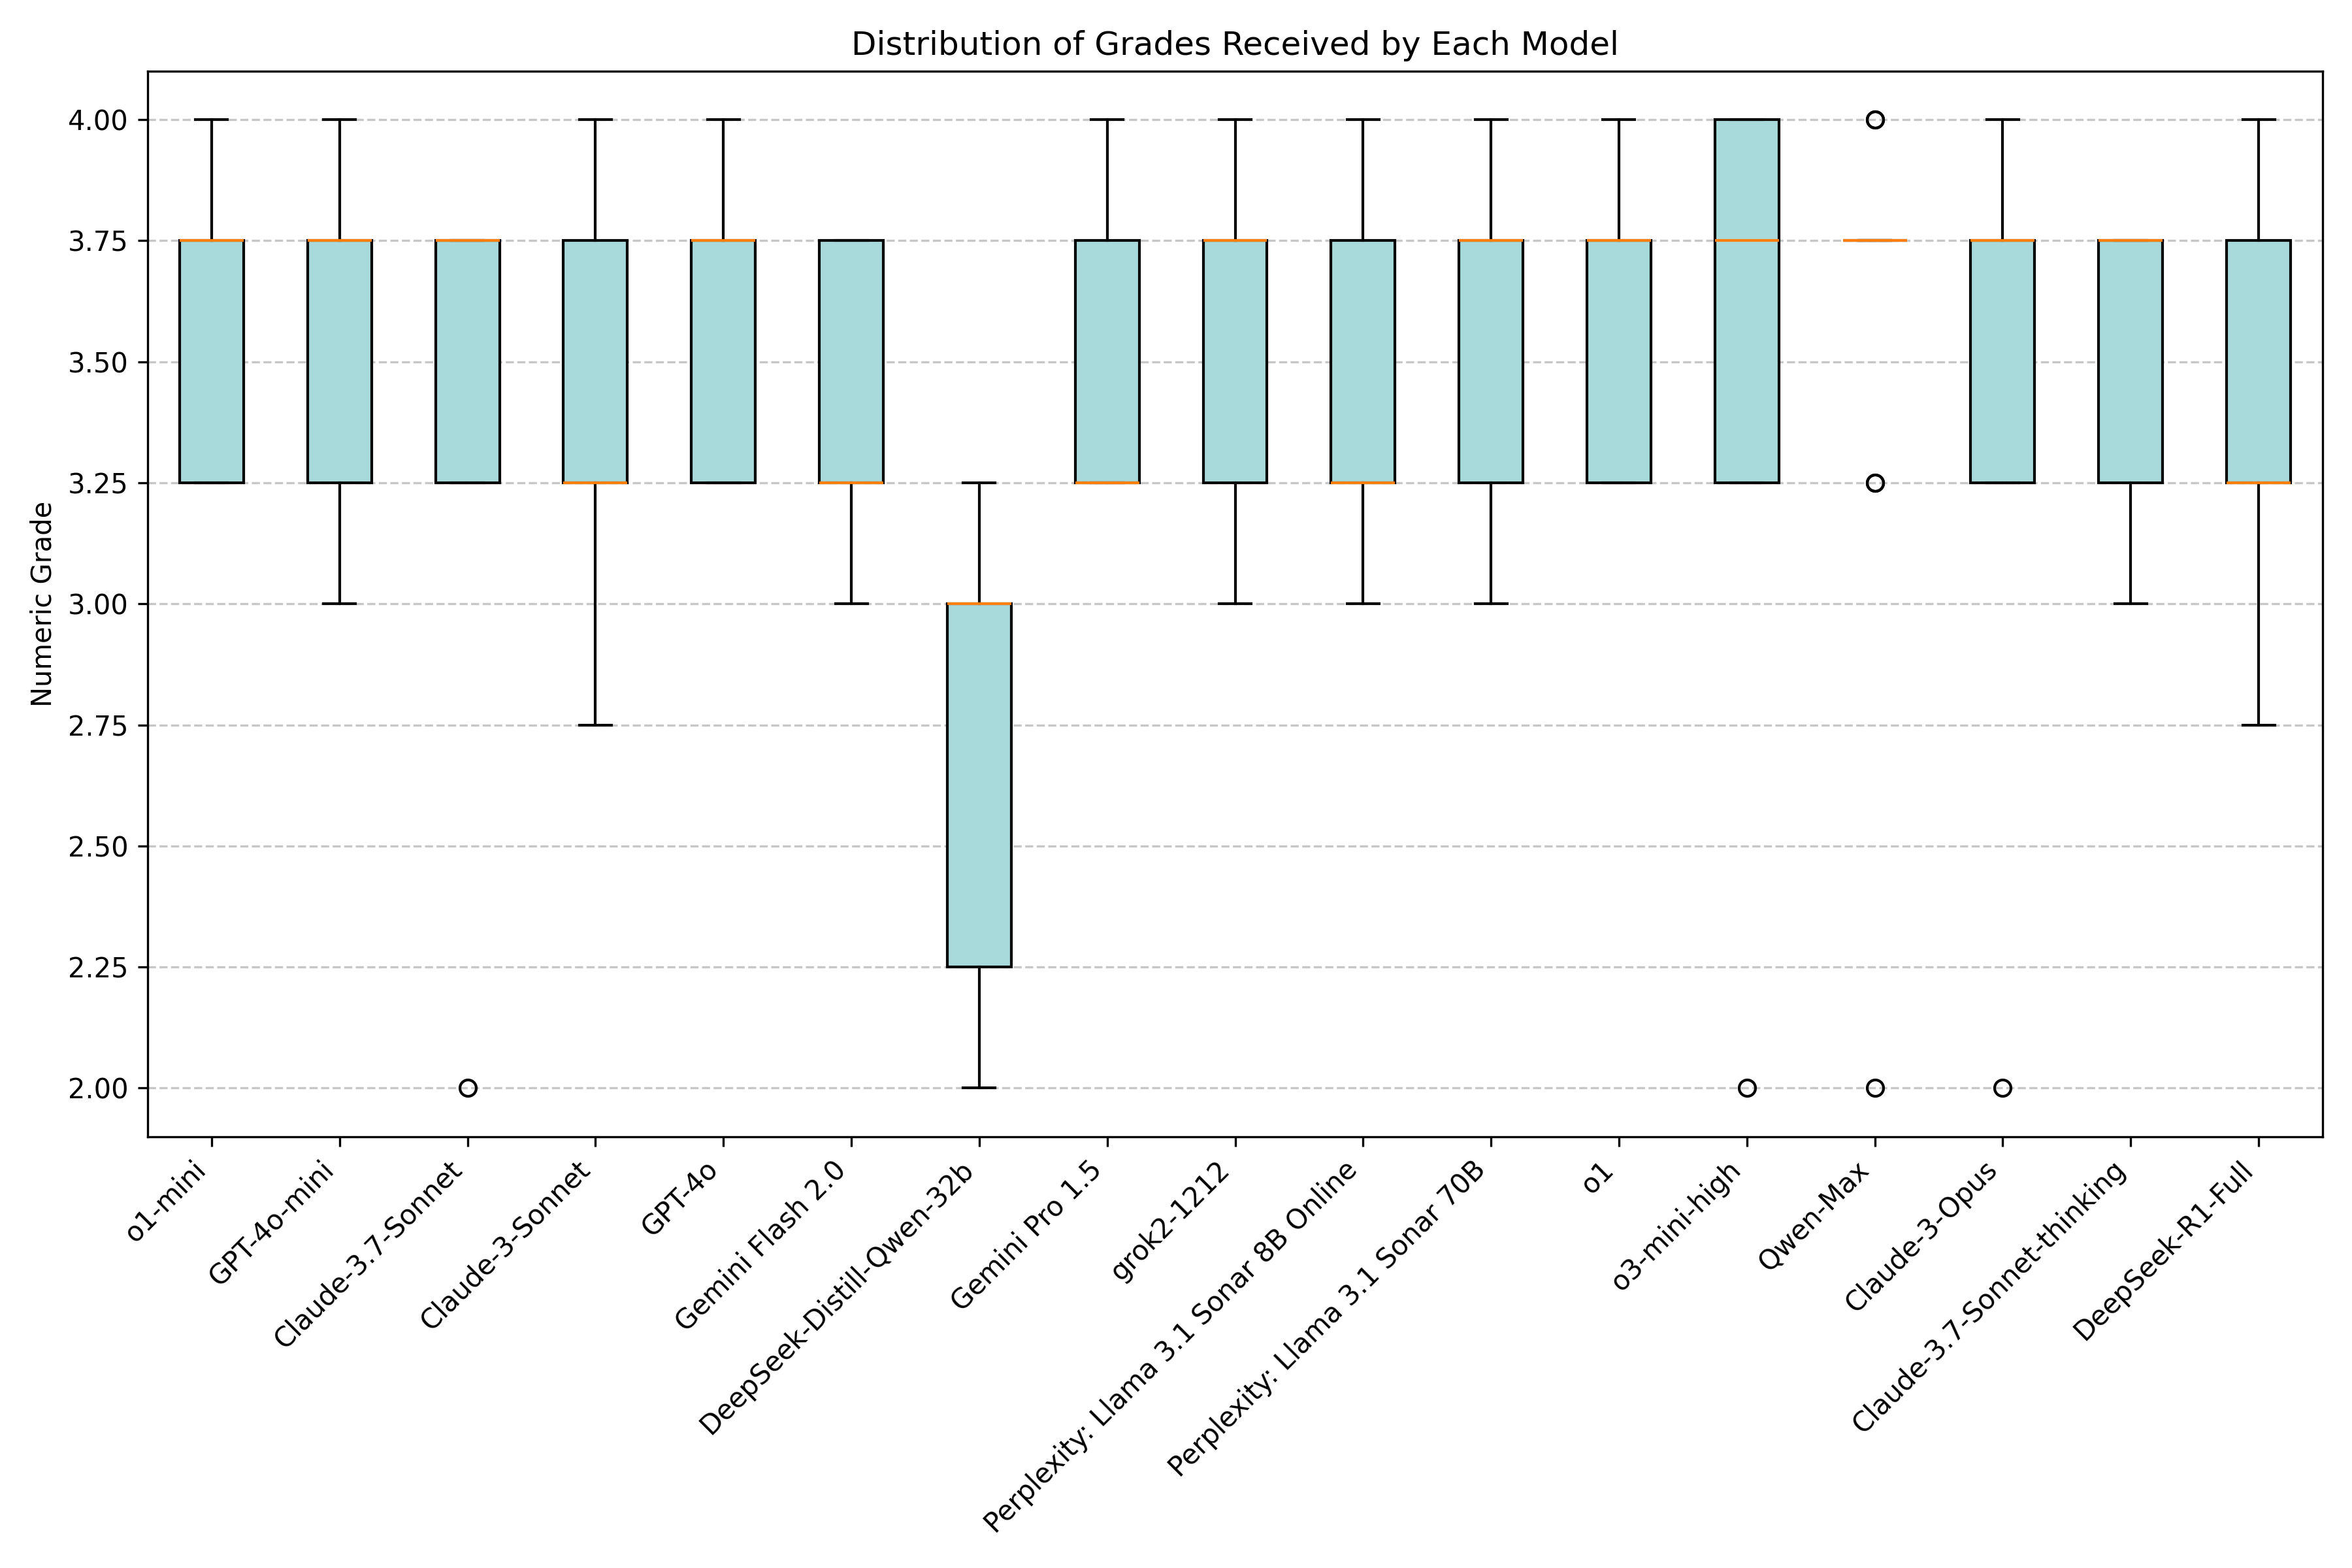 Distribution of Grades Received by Each Model
Numeric Grade
4.00
3.75
3.50
3.25
3.00
2.75
2.50
2.25
2.00
o1-mini
GPT-4o-mini
Claude-3.7-Sonnet
Claude-3-Sonnet
GPT-4o
Gemini Flash 2.0
DeepSeek-Distill-Qwen-32b
Gemini Pro 1.5
grok2-1212
Perplexity: Llama 3.1 Sonar 8B Online
Perplexity: Llama 3.1 Sonar 70B
o1
o3-mini-high
Qwen-Max
Claude-3-Opus
Claude-3.7-Sonnet-thinking
DeepSeek-R1-Full